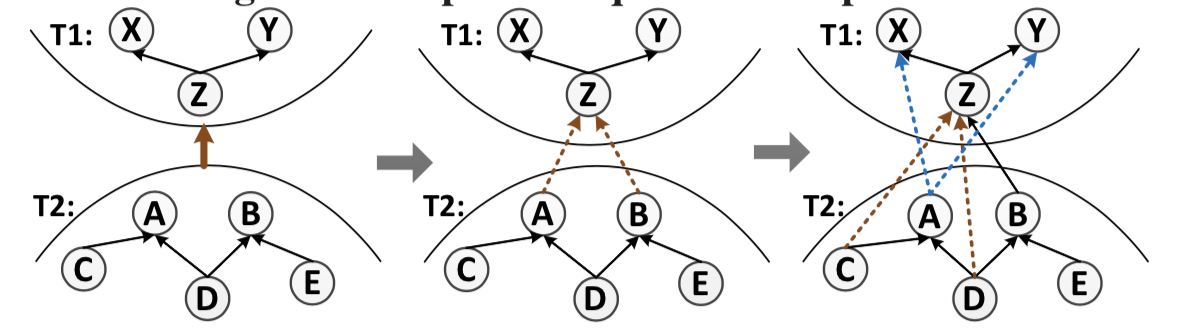 T1: X Y
Z
T2: A B
C D E
T1: X Y
Z
T2: A B
C D E
T1: X Y
Z
T2: A B
C D E